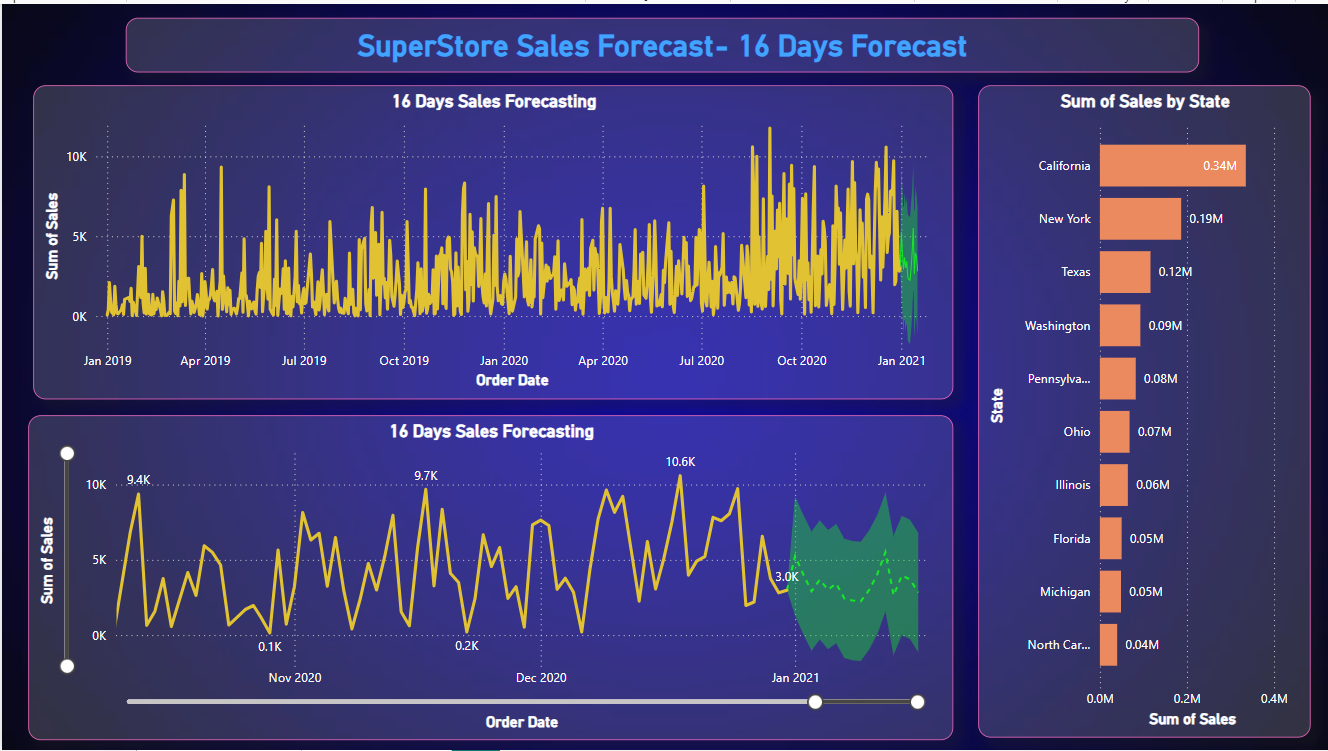 SuperStore Sales Forecast- 16 Days Forecast
16 Days Sales Forecasting
Sum of Sales
10K
5K
0K
Jan 2019 Apr 2019 Jul 2019 Oct 2019 Jan 2020 Apr 2020 Jul 2020 Oct 2020 Jan 2021
Order Date
16 Days Sales Forecasting
Sum of Sales
10K
5K
0K
9.4K
9.7K
10.6K
3.0K
0.1K
0.2K
Nov 2020 Dec 2020 Jan 2021
Order Date
Sum of Sales by State
State
California 0.34M
New York 0.19M
Texas 0.12M
Washington 0.09M
Pennsylva... 0.08M
Ohio 0.07M
Illinois 0.06M
Florida 0.05M
Michigan 0.05M
North Car... 0.04M
0.0M 0.2M 0.4M
Sum of Sales